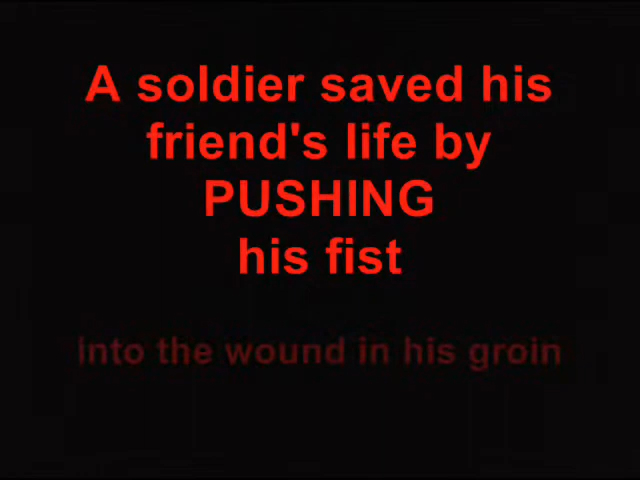 A soldier saved his
friend's life by
PUSHING
his fist
into the wound in his groin